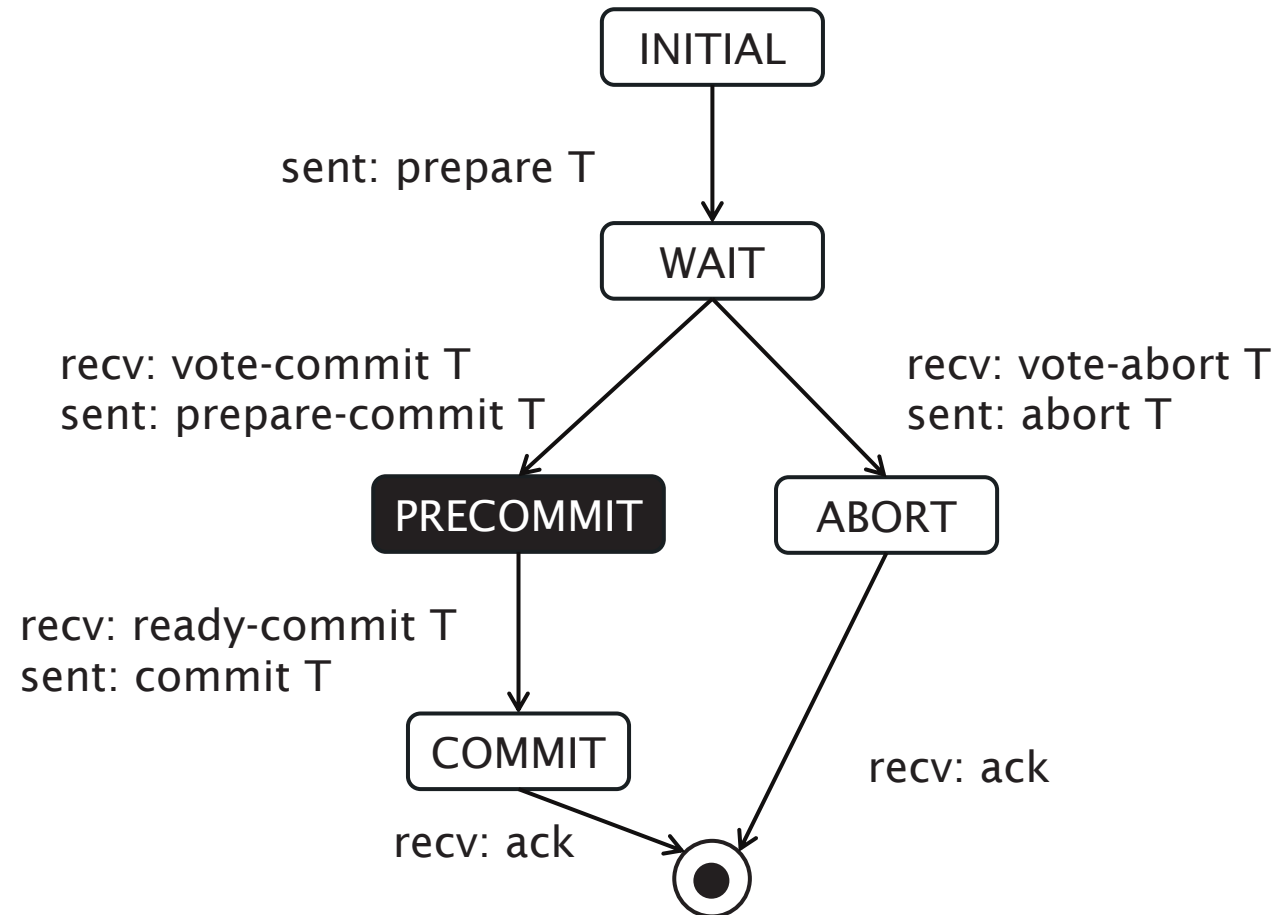 INITIAL
sent: prepare T
WAIT
recv: vote-commit T
sent: prepare-commit T
recv: vote-abort T
sent: abort T
PRECOMMIT
ABORT
recv: ready-commit T
sent: commit T
COMMIT
recv: ack
recv: ack